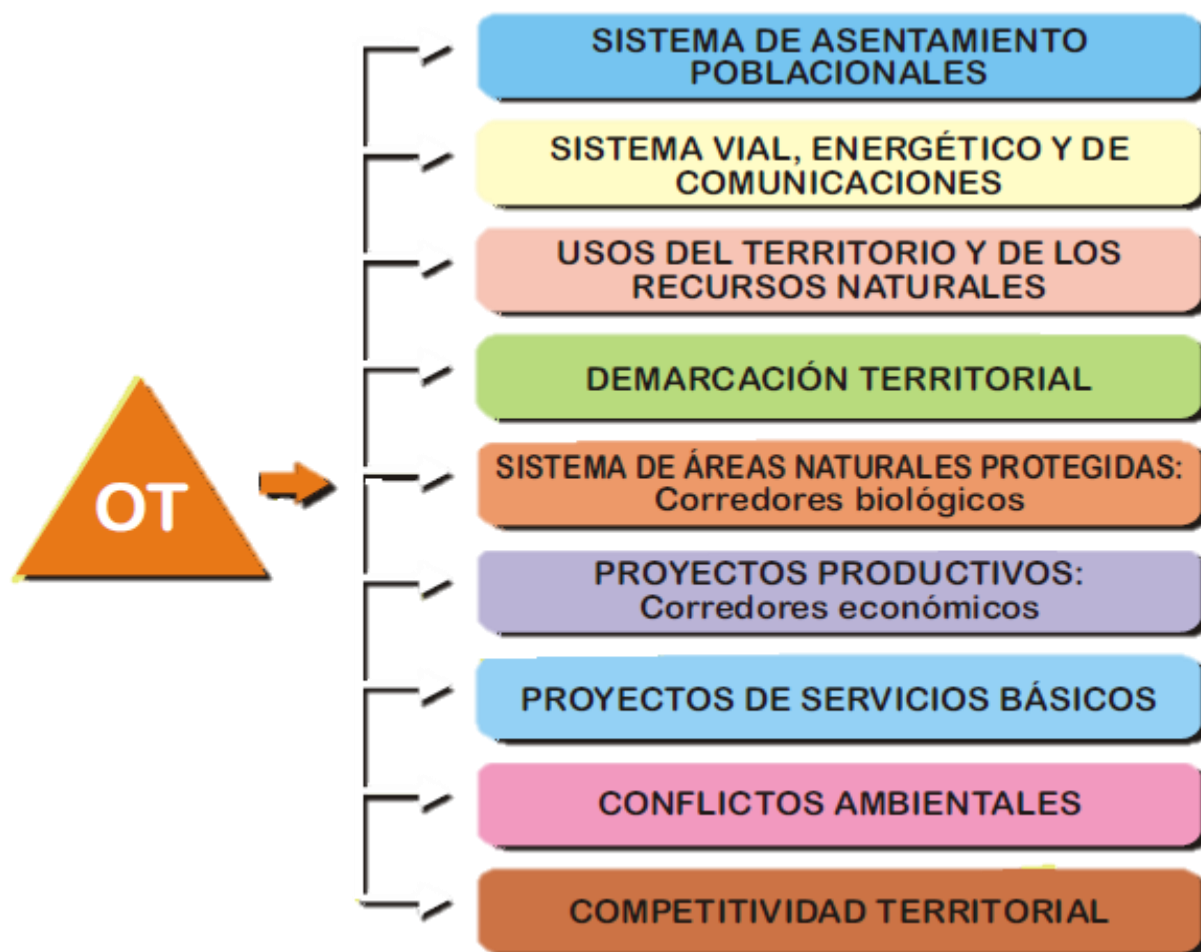 SISTEMA DE ASENTAMIENTO
POBLACIONALES
SISTEMA VIAL, ENERGÉTICO Y DE
COMUNICACIONES
USOS DEL TERRITORIO Y DE LOS
RECURSOS NATURALES
DEMARCACIÓN TERRITORIAL
OT
SISTEMA DE ÁREAS NATURALES PROTEGIDAS:
Corredores biológicos
PROYECTOS PRODUCTIVOS:
Corredores económicos
PROYECTOS DE SERVICIOS BÁSICOS
CONFLICTOS AMBIENTALES
COMPETITIVIDAD TERRITORIAL